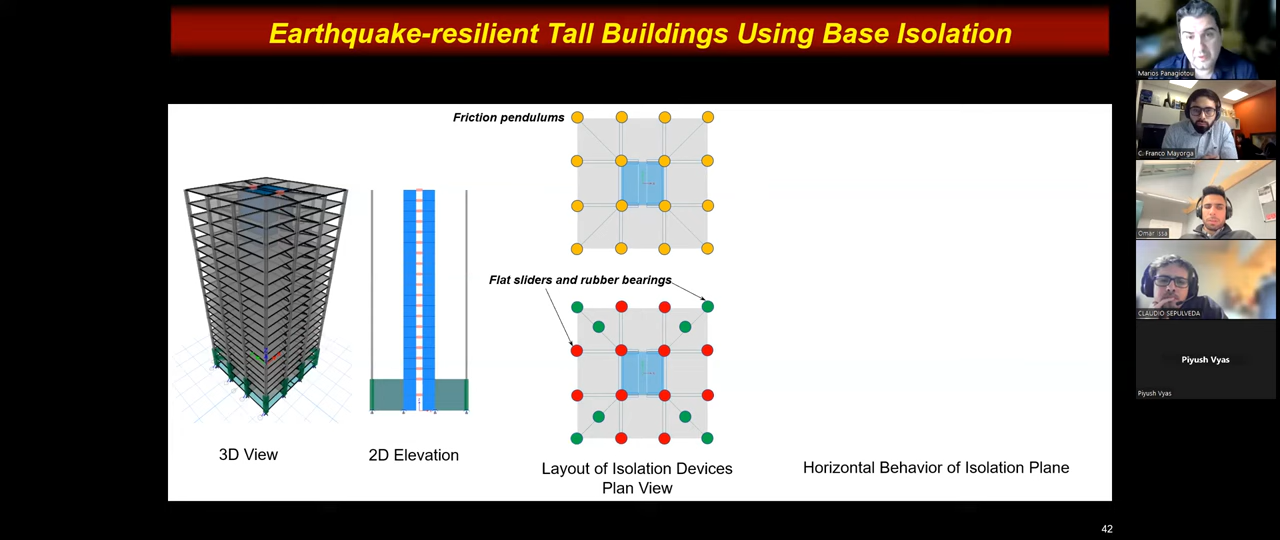 Earthquake-resilient Tall Buildings Using Base Isolation
Friction pendulums
Flat sliders and rubber bearings
3D View
2D Elevation
Layout of Isolation Devices
Plan View
Horizontal Behavior of Isolation Plane
42
Marios Panagiotou
C. Franco Mayorga
Omar Issa
CLAUDIO SEPULVEDA
Piyush Vyas
Piyush Vyas